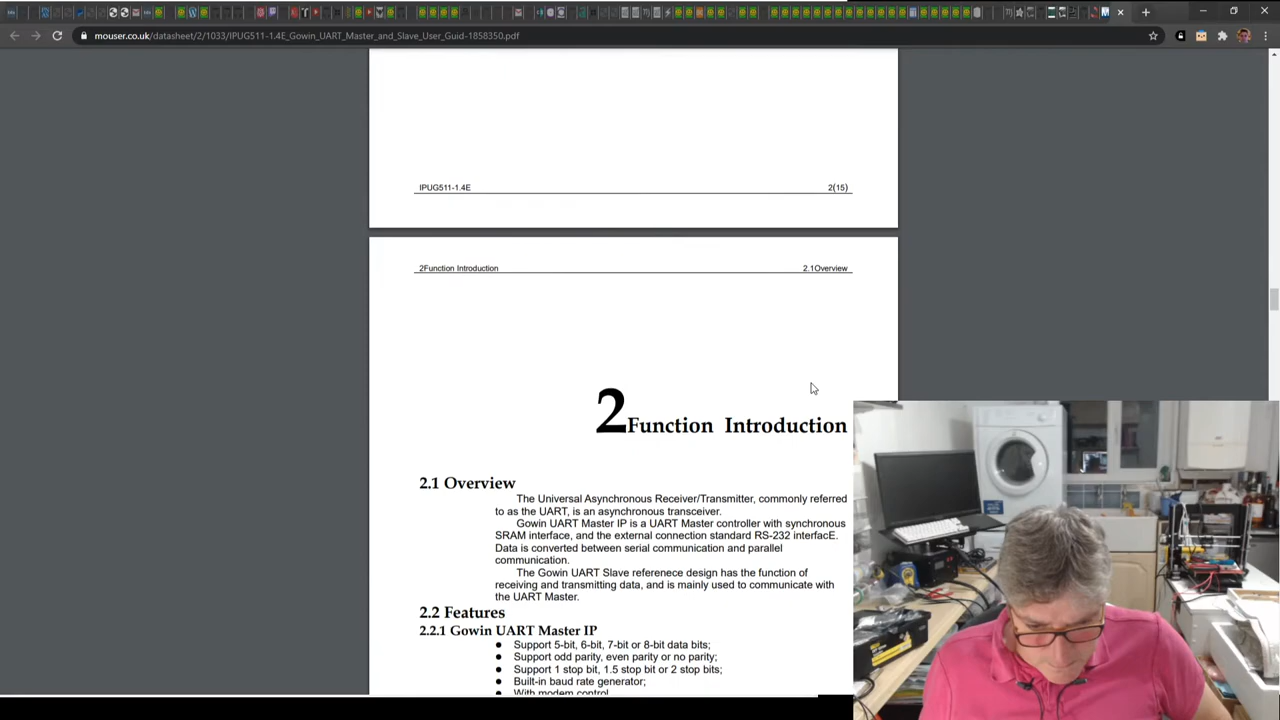 mouser.co.uk/datasheet/2/1033/IPUG511-1.4E_Gowin_UART_Master_and_Slave_User_Guid-1858350.pdf
IPUG511-1.4E 2(15)
2Function Introduction 2.1Overview
2Function Introduction
2.1 Overview
The Universal Asynchronous Receiver/Transmitter, commonly referred
to as the UART, is an asynchronous transceiver.
Gowin UART Master IP is a UART Master controller with synchronous
SRAM interface, and the external connection standard RS-232 interfacE.
Data is converted between serial communication and parallel
communication.
The Gowin UART Slave referenece design has the function of
receiving and transmitting data, and is mainly used to communicate with
the UART Master.
2.2 Features
2.2.1 Gowin UART Master IP
● Support 5-bit, 6-bit, 7-bit or 8-bit data bits;
● Support odd parity, even parity or no parity;
● Support 1 stop bit, 1.5 stop bit or 2 stop bits;
● Built-in baud rate generator;
● With modem control